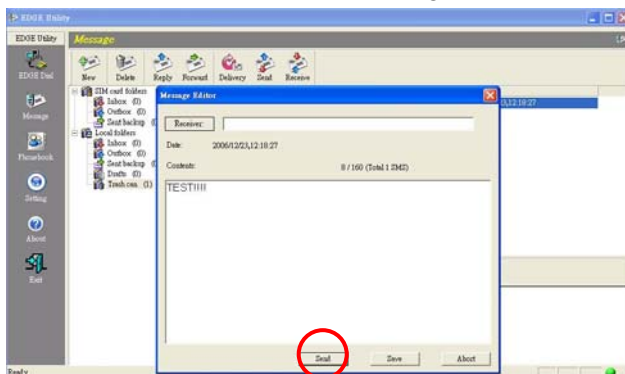 EDGE Utility
EDGE Utility
Message
EDGE Dial
Message
Phonebook
Setting
About
Exit
New Delete Reply Forward Delivery Send Receive
SIM card folders
Inbox (0)
Outbox (0)
Sent backup
Local folders
Inbox (0)
Outbox (0)
Sent backup
Drafts (0)
Trash can (1)
Message Editor
Receiver:
Date: 2006/12/23,12:18:27
Contents: 8 / 160 (Total 1 SMS)
TEST!!!!
Send Save Abort
12:18:27
Ready